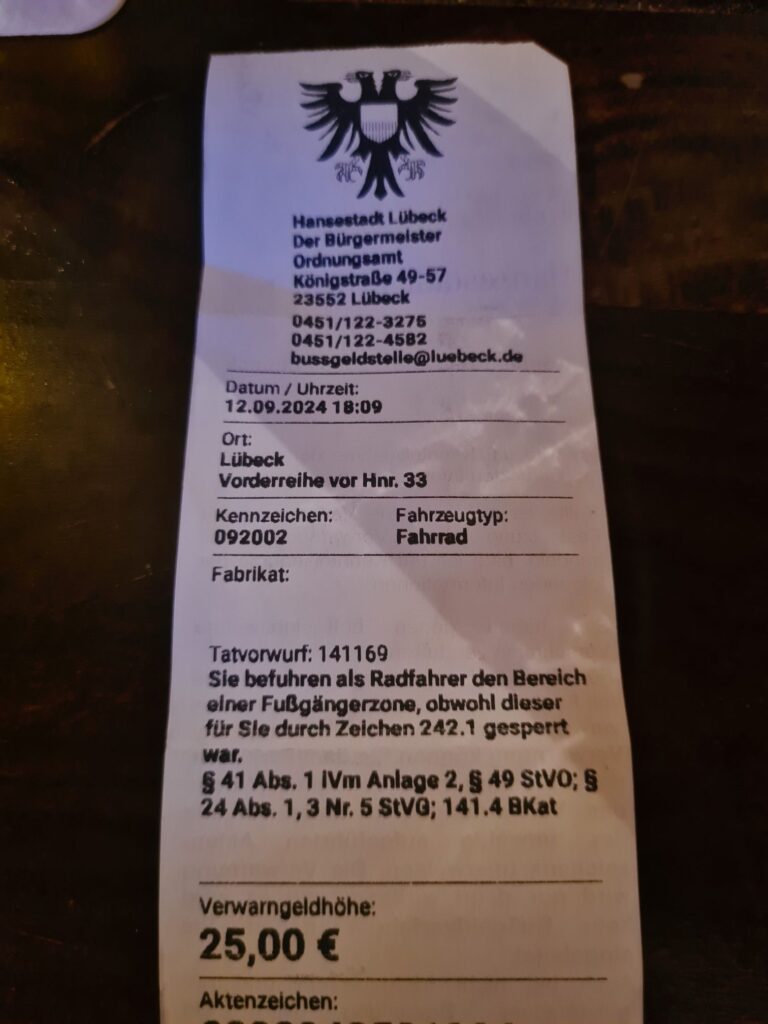 Hansestadt Lübeck
Der Bürgermeister
Ordnungsamt
Königstraße 49-57
23552 Lübeck
0451/122-3275
0451/122-4582
bussgeldstelle@luebeck.de
Datum / Uhrzeit:
12.09.2024 18:09
Ort:
Lübeck
Vorderreihe vor Hnr. 33
Kennzeichen: Fahrzeugtyp:
092002 Fahrrad
Fabrikat:
Tatvorwurf: 141169
Sie befuhren als Radfahrer den Bereich
einer Fußgängerzone, obwohl dieser
für Sie durch Zeichen 242.1 gesperrt
war.
§ 41 Abs. 1 iVm Anlage 2, § 49 StVO; §
24 Abs. 1, 3 Nr. 5 StVG; 141.4 BKat
Verwarngeldhöhe:
25,00 €
Aktenzeichen: